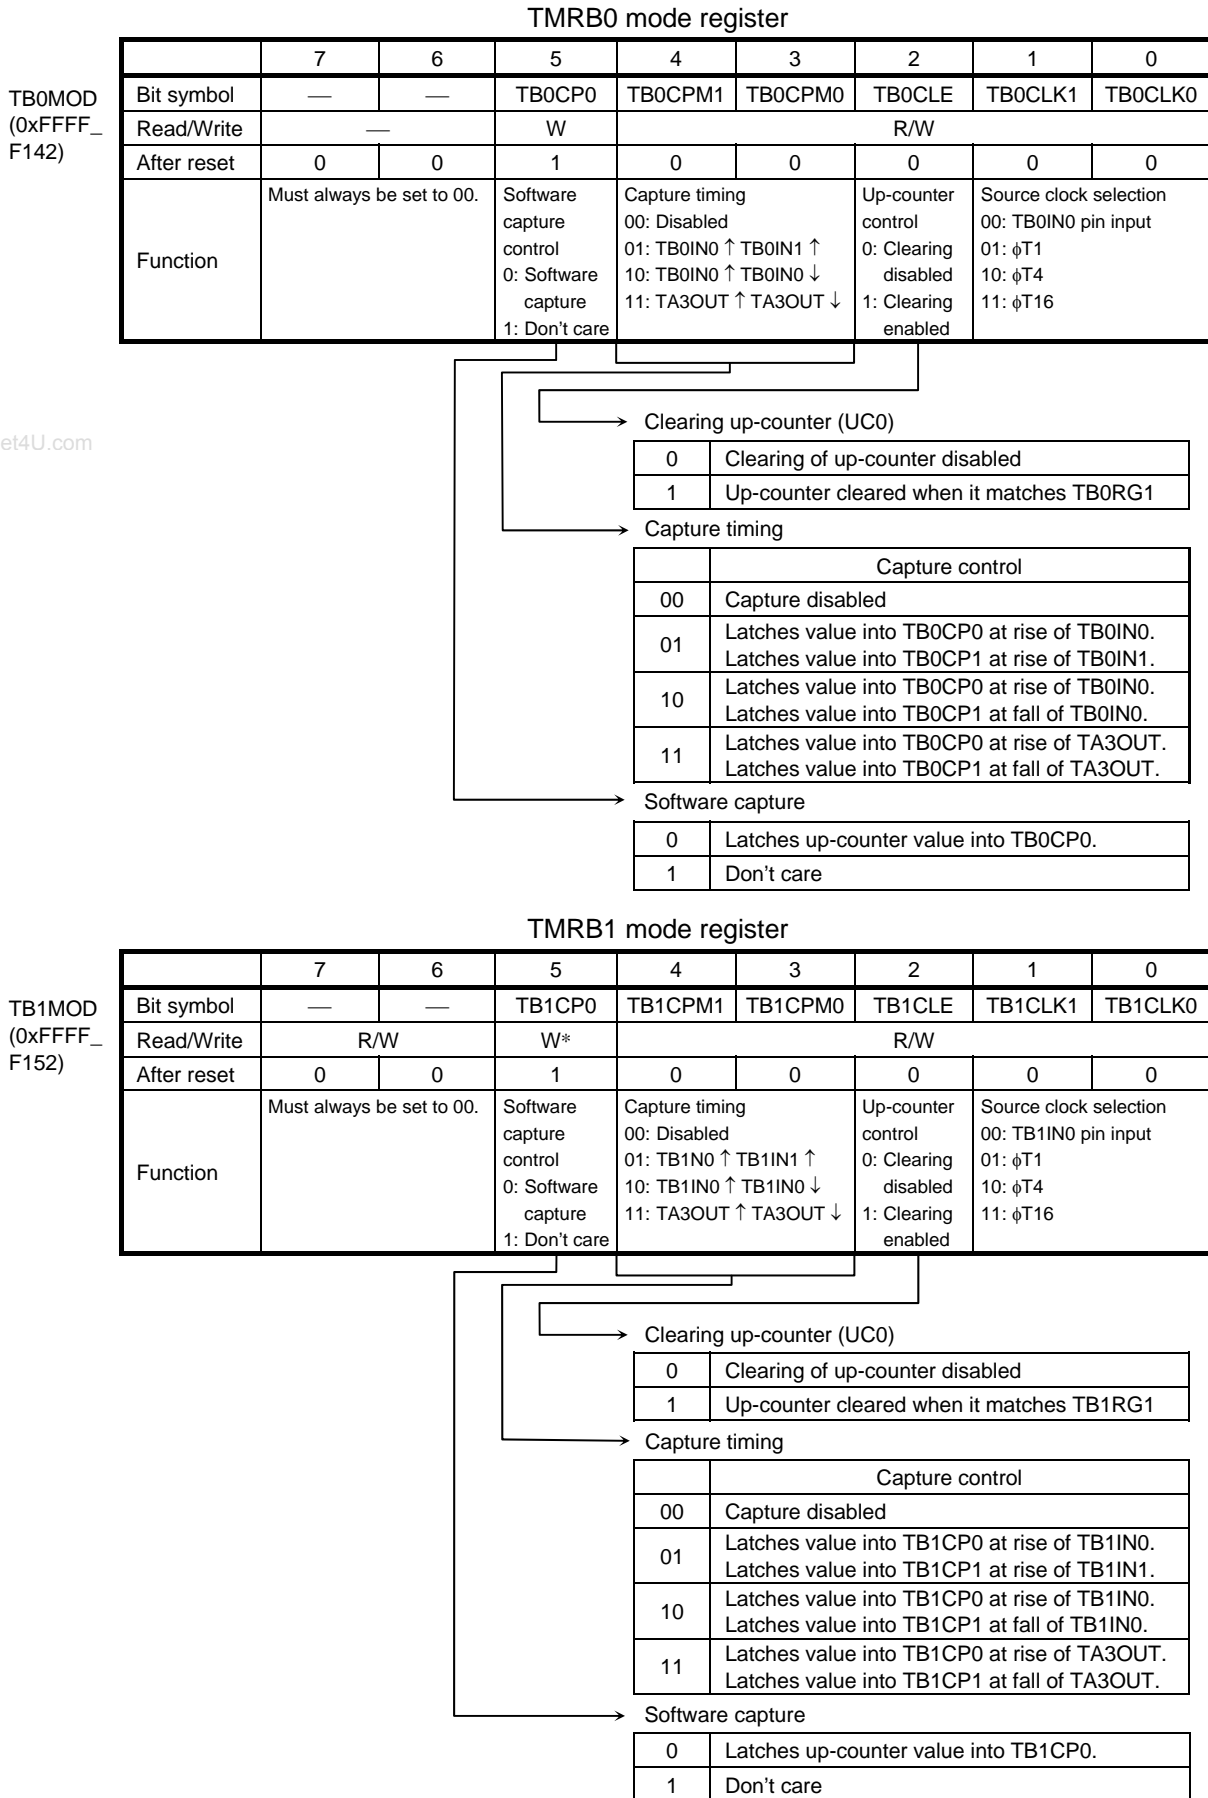 TMRB0 mode register
7 6 5 4 3 2 1 0
TB0MOD
(0xFFFF_
F142)
Bit symbol — — TB0CP0 TB0CPM1 TB0CPM0 TB0CLE TB0CLK1 TB0CLK0
Read/Write — W R/W
After reset 0 0 1 0 0 0 0 0
Function
Must always be set to 00.
Software
capture
control
0: Software
capture
1: Don't care
Capture timing
00: Disabled
01: TB0IN0 ↑ TB0IN1 ↑
10: TB0IN0 ↑ TB0IN0 ↓
11: TA3OUT ↑ TA3OUT ↓
Up-counter
control
0: Clearing
disabled
1: Clearing
enabled
Source clock selection
00: TB0IN0 pin input
01: ϕT1
10: ϕT4
11: ϕT16
et4U.com
Clearing up-counter (UC0)
0 Clearing of up-counter disabled
1 Up-counter cleared when it matches TB0RG1
Capture timing
Capture control
00 Capture disabled
01 Latches value into TB0CP0 at rise of TB0IN0.
Latches value into TB0CP1 at rise of TB0IN1.
10 Latches value into TB0CP0 at rise of TB0IN0.
Latches value into TB0CP1 at fall of TB0IN0.
11 Latches value into TB0CP0 at rise of TA3OUT.
Latches value into TB0CP1 at fall of TA3OUT.
Software capture
0 Latches up-counter value into TB0CP0.
1 Don't care
TMRB1 mode register
7 6 5 4 3 2 1 0
TB1MOD
(0xFFFF_
F152)
Bit symbol — — TB1CP0 TB1CPM1 TB1CPM0 TB1CLE TB1CLK1 TB1CLK0
Read/Write R/W W* R/W
After reset 0 0 1 0 0 0 0 0
Function
Must always be set to 00.
Software
capture
control
0: Software
capture
1: Don't care
Capture timing
00: Disabled
01: TB1N0 ↑ TB1IN1 ↑
10: TB1IN0 ↑ TB1IN0 ↓
11: TA3OUT ↑ TA3OUT ↓
Up-counter
control
0: Clearing
disabled
1: Clearing
enabled
Source clock selection
00: TB1IN0 pin input
01: ϕT1
10: ϕT4
11: ϕT16
Clearing up-counter (UC0)
0 Clearing of up-counter disabled
1 Up-counter cleared when it matches TB1RG1
Capture timing
Capture control
00 Capture disabled
01 Latches value into TB1CP0 at rise of TB1IN0.
Latches value into TB1CP1 at rise of TB1IN1.
10 Latches value into TB1CP0 at rise of TB1IN0.
Latches value into TB1CP1 at fall of TB1IN0.
11 Latches value into TB1CP0 at rise of TA3OUT.
Latches value into TB1CP1 at fall of TA3OUT.
Software capture
0 Latches up-counter value into TB1CP0.
1 Don't care